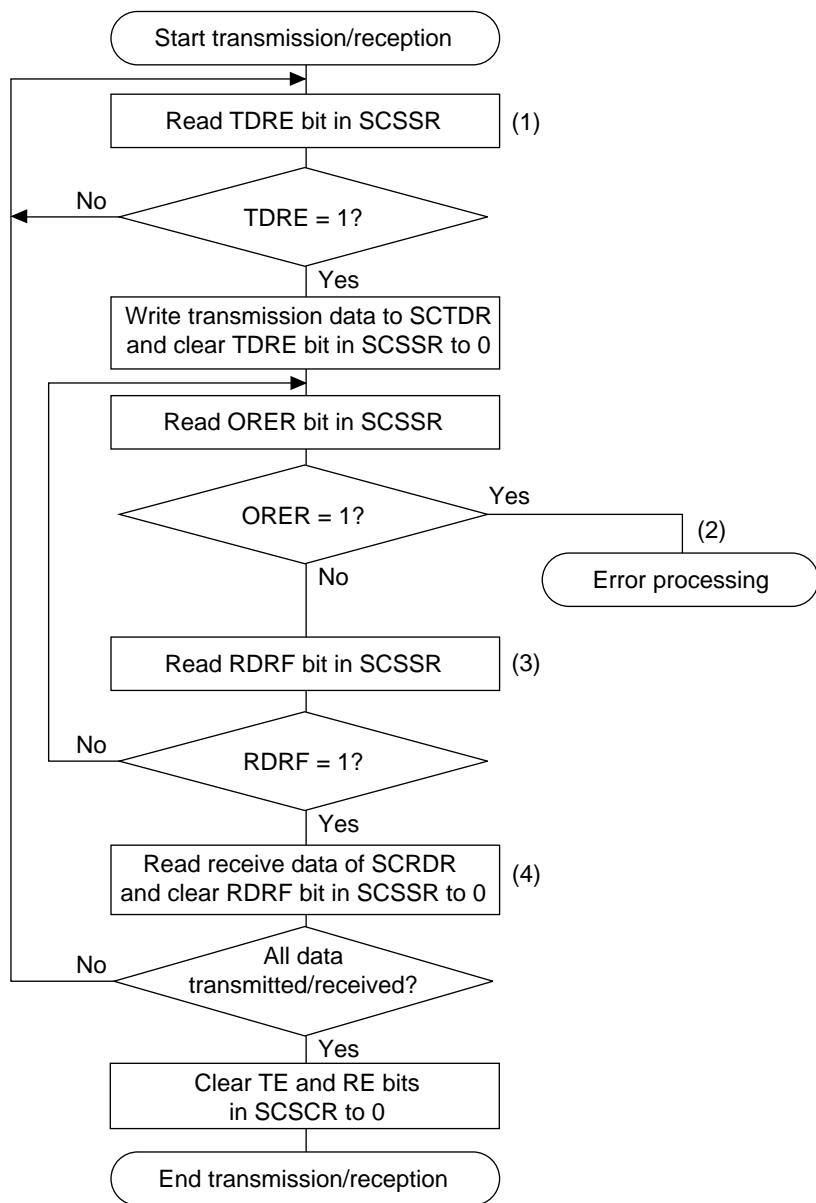 Start transmission/reception
Read TDRE bit in SCSSR
(1)
No
TDRE = 1?
Yes
Write transmission data to SCTDR
and clear TDRE bit in SCSSR to 0
Read ORER bit in SCSSR
Yes
ORER = 1?
(2)
No
Error processing
Read RDRF bit in SCSSR
(3)
No
RDRF = 1?
Yes
Read receive data of SCRDR
and clear RDRF bit in SCSSR to 0
(4)
All data
transmitted/received?
No
Yes
Clear TE and RE bits
in SCSCR to 0
End transmission/reception